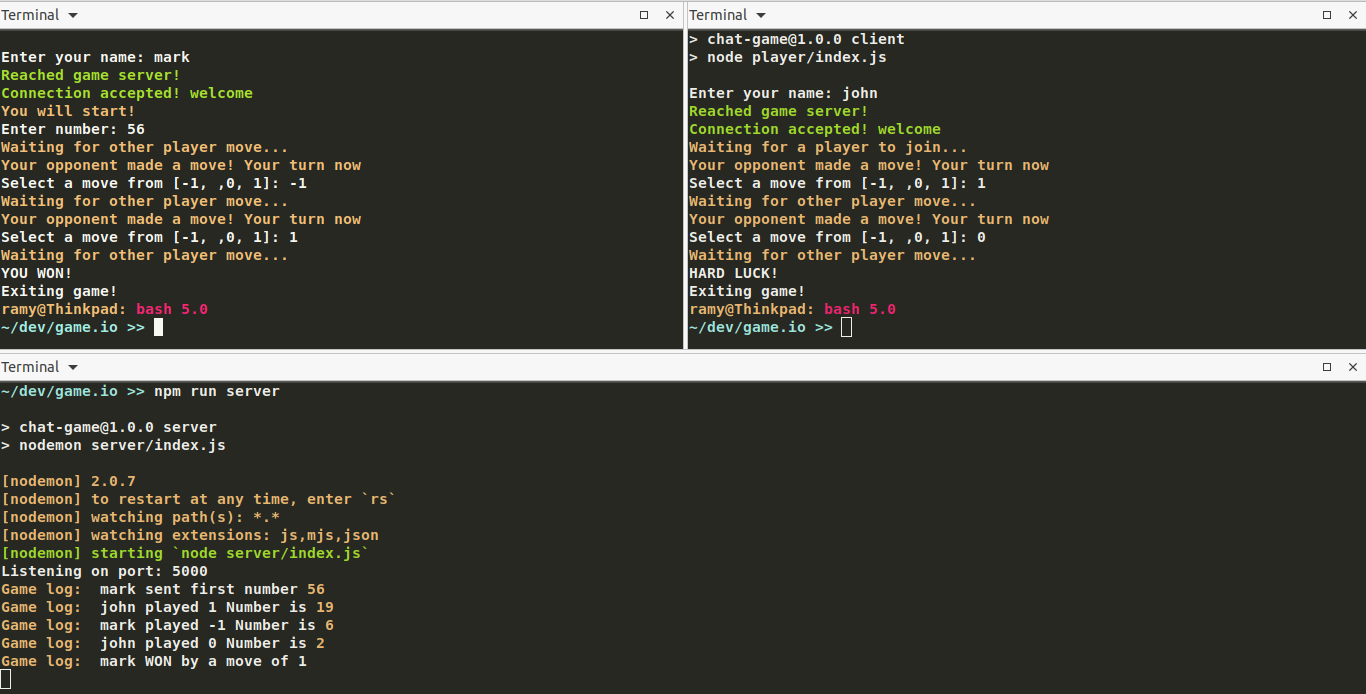 Terminal
Enter your name: mark
Reached game server!
Connection accepted! welcome
You will start!
Enter number: 56
Waiting for other player move...
Your opponent made a move! Your turn now
Select a move from [-1, ,0, 1]: -1
Waiting for other player move...
Your opponent made a move! Your turn now
Select a move from [-1, ,0, 1]: 1
Waiting for other player move...
YOU WON!
Exiting game!
ramy@Thinkpad: bash 5.0
~/dev/game.io >>
Terminal
> chat-game@1.0.0 client
> node player/index.js
Enter your name: john
Reached game server!
Connection accepted! welcome
Waiting for a player to join...
Your opponent made a move! Your turn now
Select a move from [-1, ,0, 1]: 1
Waiting for other player move...
Your opponent made a move! Your turn now
Select a move from [-1, ,0, 1]: 0
Waiting for other player move...
HARD LUCK!
Exiting game!
ramy@Thinkpad: bash 5.0
~/dev/game.io >>
Terminal
~/dev/game.io >> npm run server
> chat-game@1.0.0 server
> nodemon server/index.js
[nodemon] 2.0.7
[nodemon] to restart at any time, enter `rs`
[nodemon] watching path(s): *.*
[nodemon] watching extensions: js,mjs,json
[nodemon] starting `node server/index.js`
Listening on port: 5000
Game log:  mark sent first number 56
Game log:  john played 1 Number is 19
Game log:  mark played -1 Number is 6
Game log:  john played 0 Number is 2
Game log:  mark WON by a move of 1